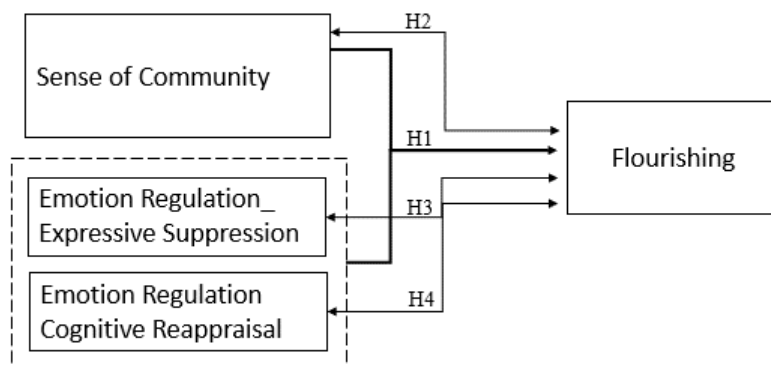 H2
Sense of Community
H1
Flourishing
Emotion Regulation_
Expressive Suppression
H3
Emotion Regulation
Cognitive Reappraisal
H4